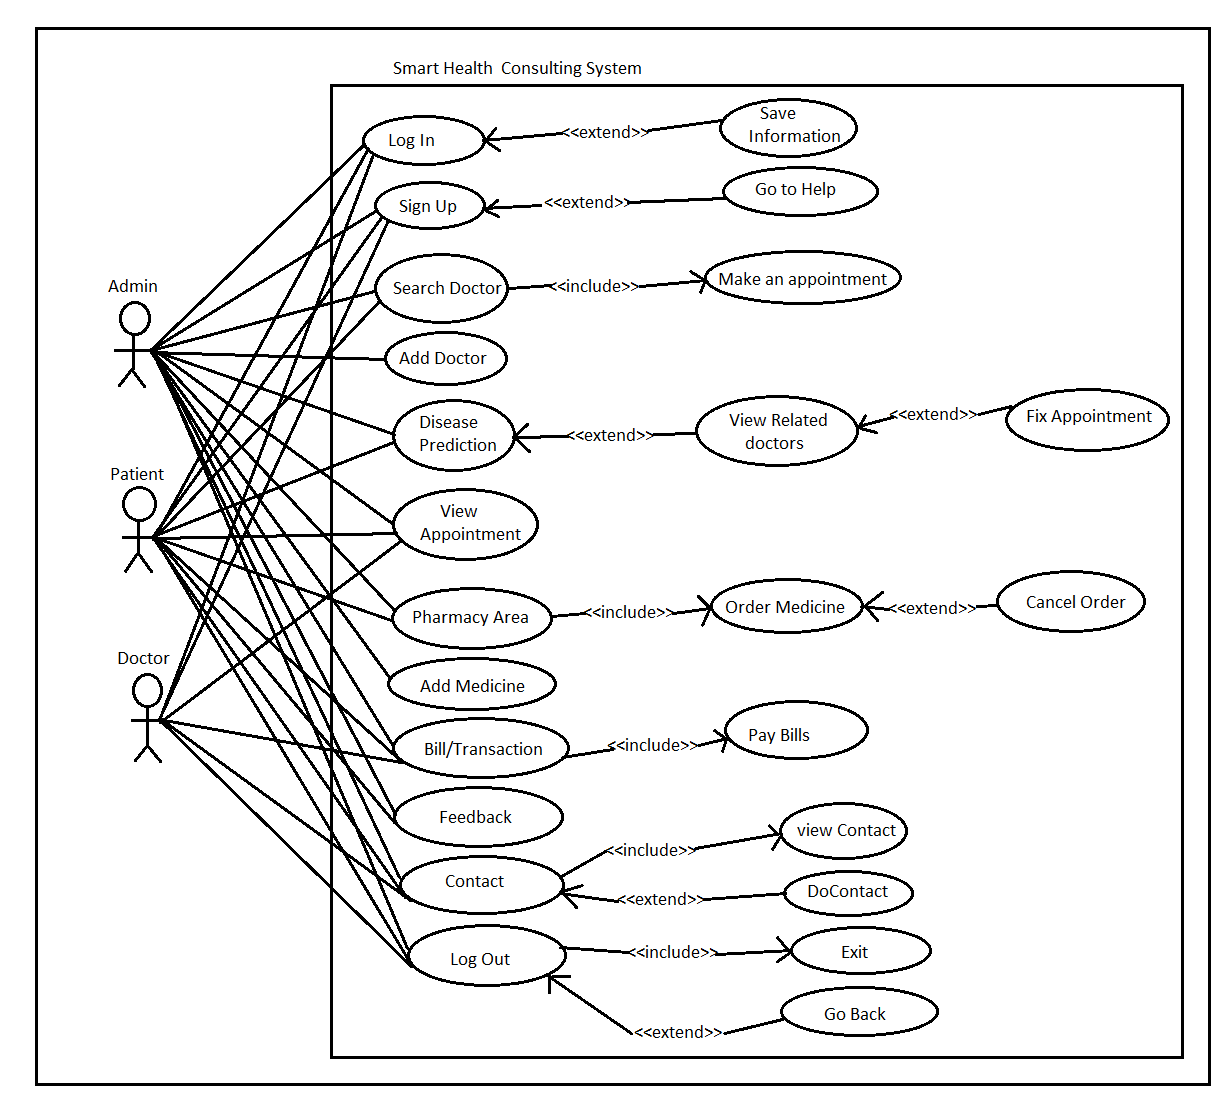 Smart Health  Consulting System
Log In
<<extend>>
Save
Information
Sign Up
<<extend>>
Go to Help
Admin
Search Doctor
<<include>>
Make an appointment
Add Doctor
Disease
Prediction
<<extend>>
View Related
doctors
<<extend>>
Fix Appointment
Patient
View
Appointment
Pharmacy Area
<<include>>
Order Medicine
<<extend>>
Cancel Order
Doctor
Add Medicine
Bill/Transaction
<<include>>
Pay Bills
Feedback
Contact
<<include>>
view Contact
<<extend>>
DoContact
Log Out
<<include>>
Exit
<<extend>>
Go Back